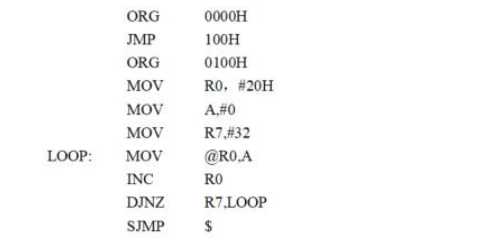 ORG 0000H
JMP 100H
ORG 0100H
MOV R0，#20H
MOV A,#0
MOV R7,#32
LOOP: MOV @R0,A
INC R0
DJNZ R7,LOOP
SJMP $